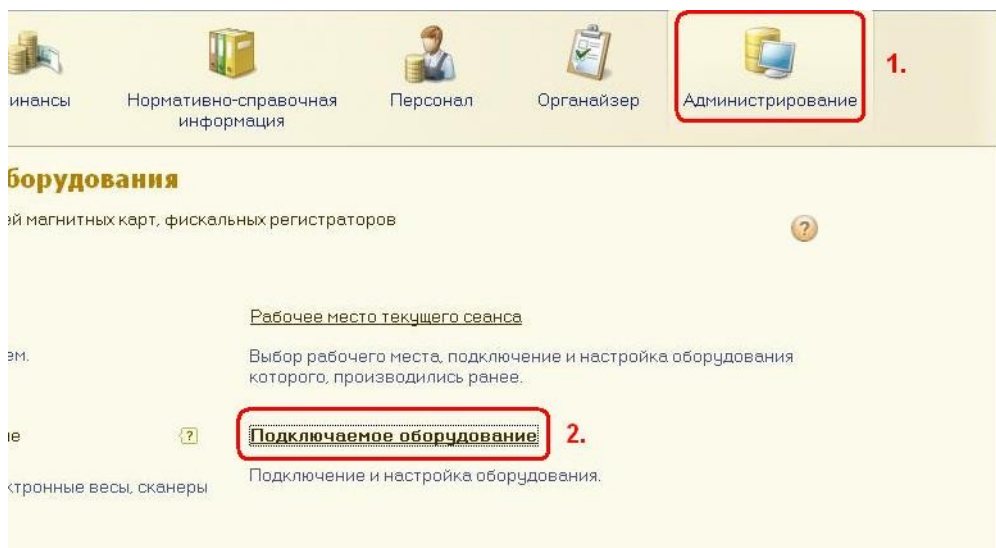 инансы
Нормативно-справочная
информация
Персонал
Органайзер
Администрирование
1.
борудования
ей магнитных карт, фискальных регистраторов
?
Рабочее место текущего сеанса
ем.
Выбор рабочего места, подключение и настройка оборудования
которого, производились ранее.
ие
?
Подключаемое оборудование
2.
Подключение и настройка оборудования.
ктронные весы, сканеры